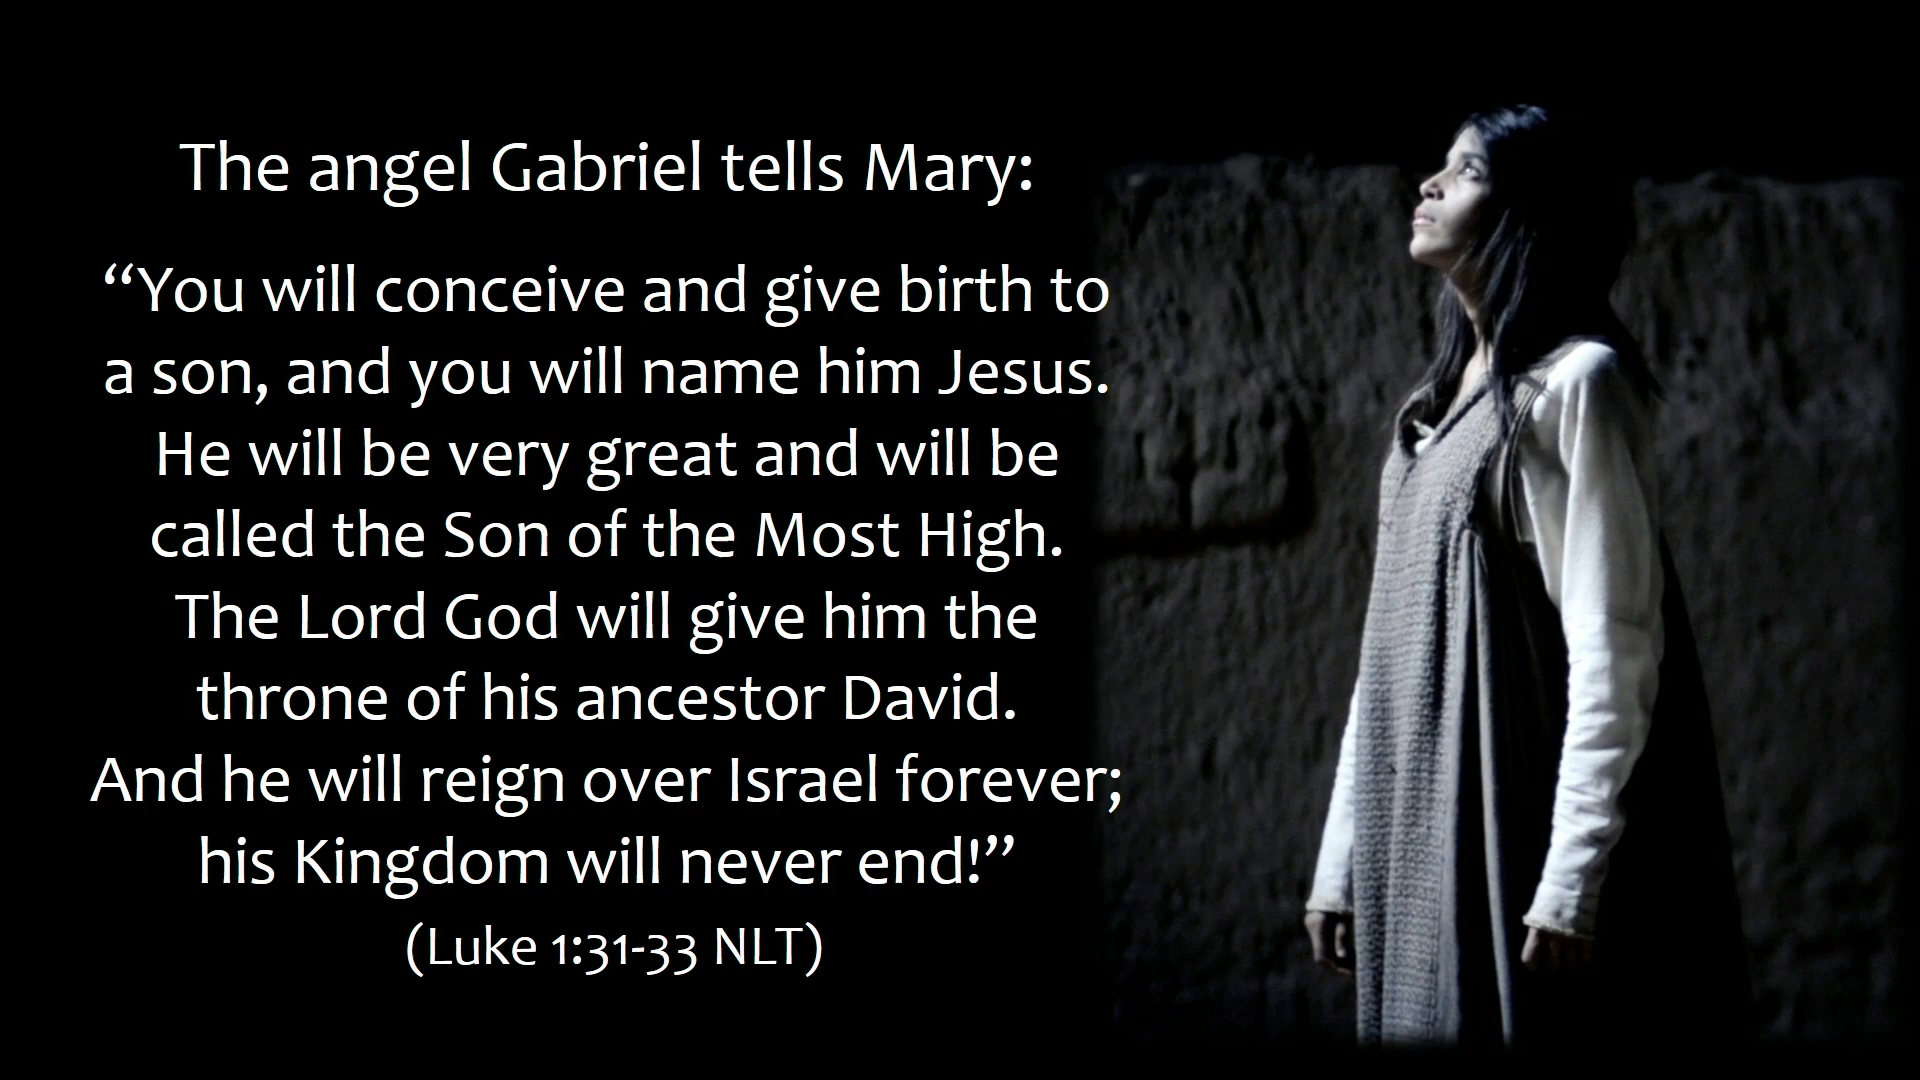 The angel Gabriel tells Mary:
“You will conceive and give birth to
a son, and you will name him Jesus.
He will be very great and will be
called the Son of the Most High.
The Lord God will give him the
throne of his ancestor David.
And he will reign over Israel forever;
his Kingdom will never end!”
(Luke 1:31-33 NLT)